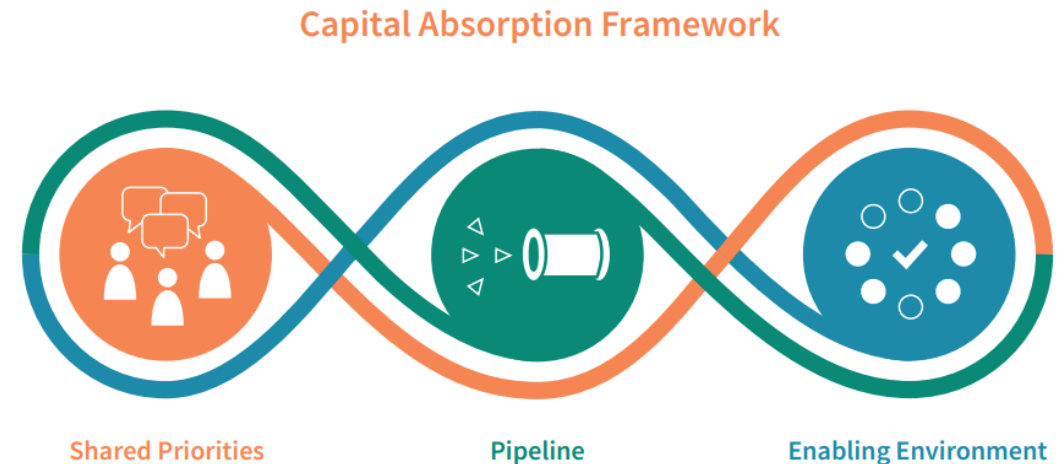 Capital Absorption Framework
Shared Priorities
Pipeline
Enabling Environment